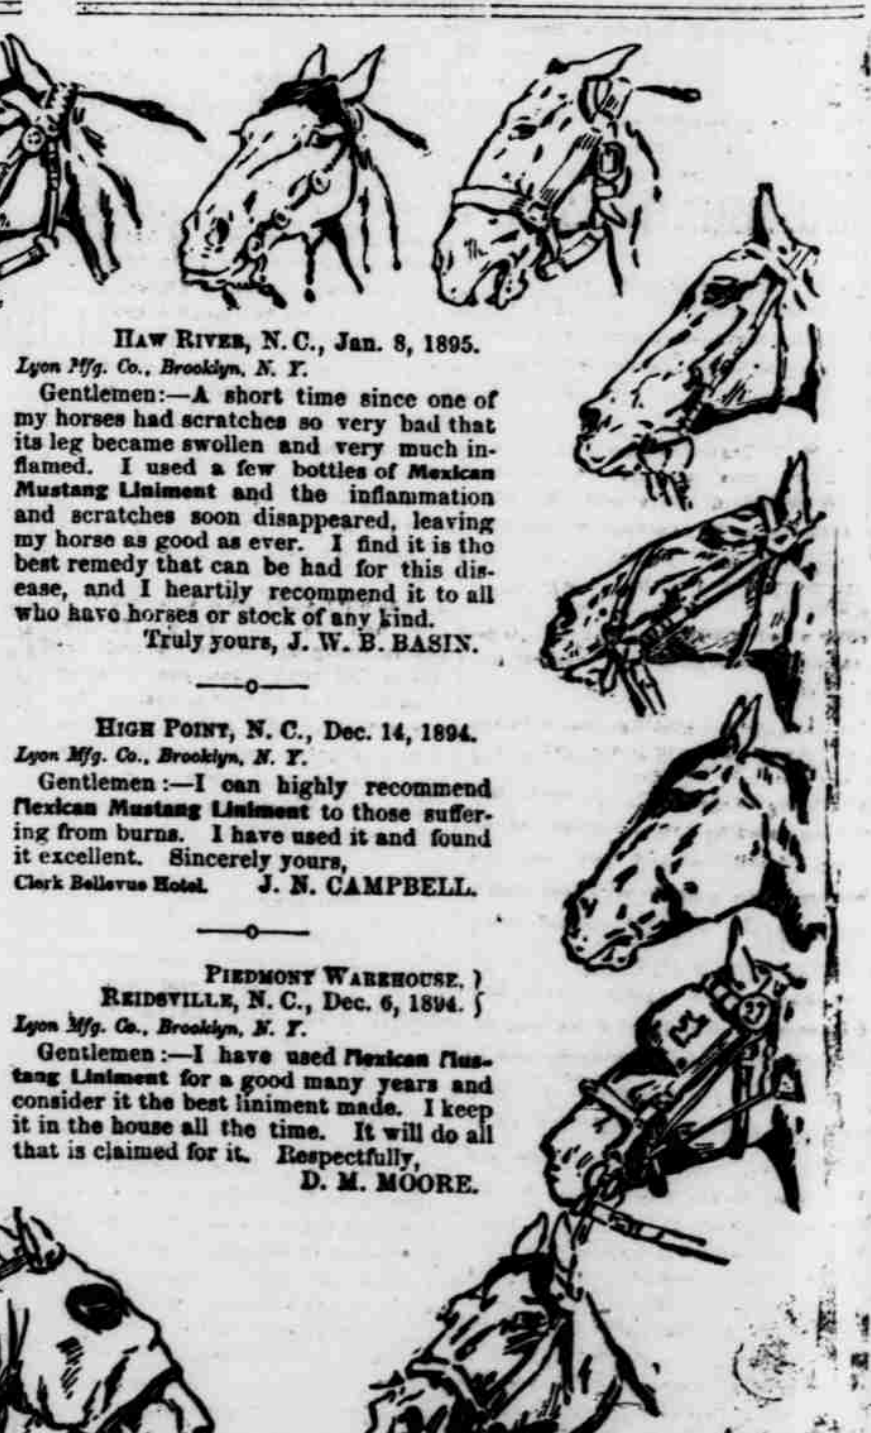 HAW RIVER, N. C., Jan. 8, 1895.
Lyon Mfg. Co., Brooklyn, N. Y.
Gentlemen:—A short time since one of
my horses had scratches so very bad that
its leg became swollen and very much in-
flamed. I used a few bottles of Mexican
Mustang Liniment and the inflammation
and scratches soon disappeared, leaving
my horse as good as ever. I find it is the
best remedy that can be had for this dis-
ease, and I heartily recommend it to all
who have horses or stock of any kind.
Truly yours, J. W. B. BASIN.
HIGH POINT, N. C., Dec. 14, 1894.
Lyon Mfg. Co., Brooklyn, N. Y.
Gentlemen:—I can highly recommend
Mexican Mustang Liniment to those suffer-
ing from burns. I have used it and found
it excellent. Sincerely yours,
Clerk Bellevue Hotel. J. N. CAMPBELL.
PIEDMONT WAREHOUSE, }
REIDSVILLE, N. C., Dec. 6, 1894. }
Lyon Mfg. Co., Brooklyn, N. Y.
Gentlemen:—I have used Mexican Mus-
tang Liniment for a good many years and
consider it the best liniment made. I keep
it in the house all the time. It will do all
that is claimed for it. Respectfully,
D. M. MOORE.